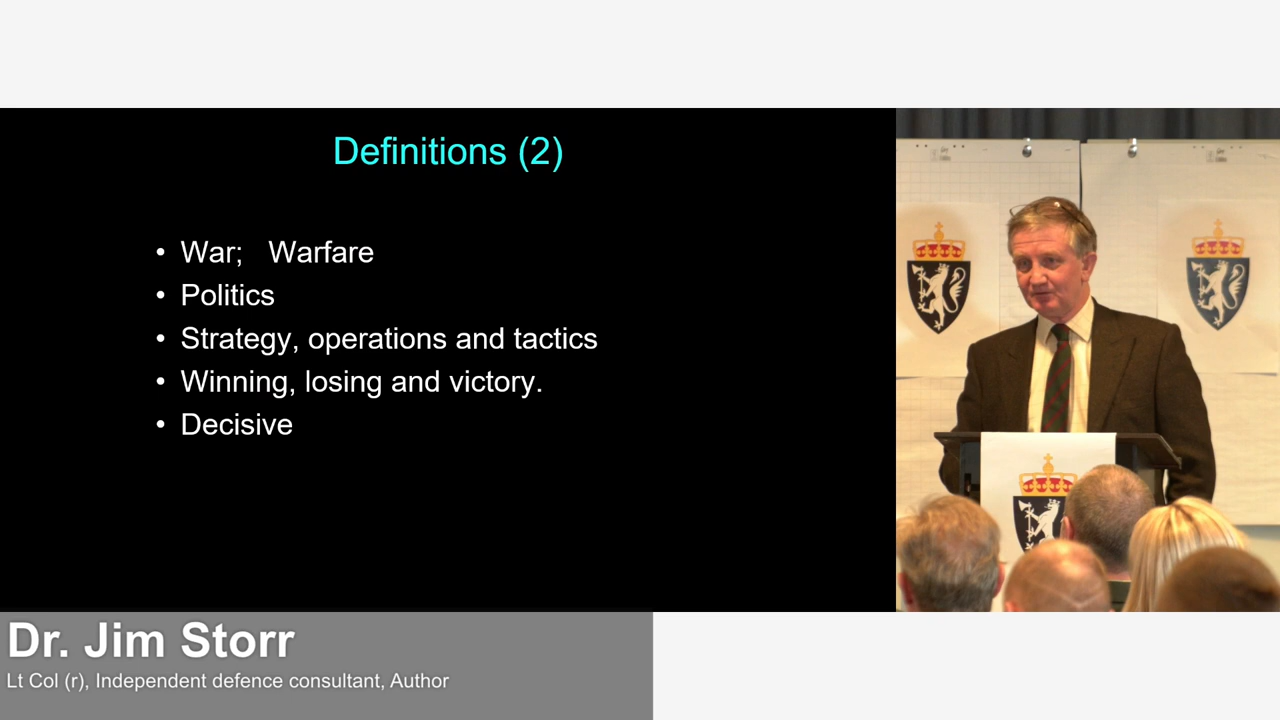 Definitions (2)
• War;   Warfare
• Politics
• Strategy, operations and tactics
• Winning, losing and victory.
• Decisive
Dr. Jim Storr
Lt Col (r), Independent defence consultant, Author